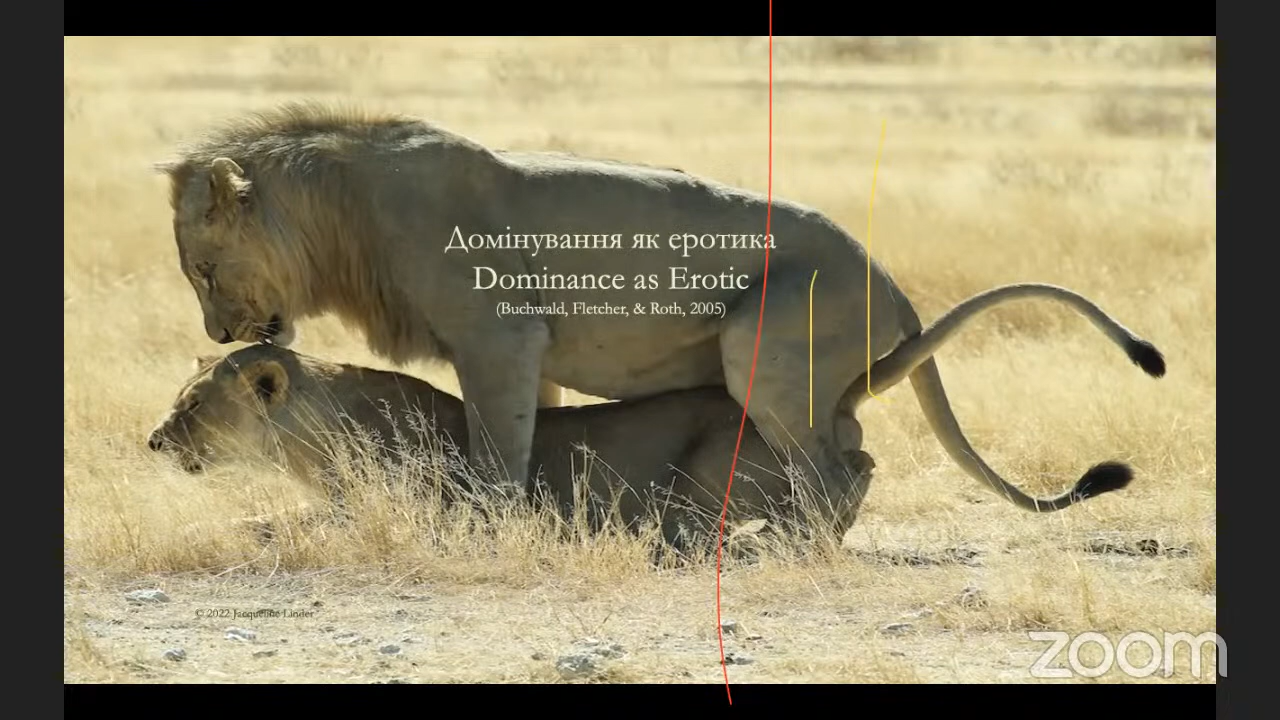 Домінування як еротика
Dominance as Erotic
(Buchwald, Fletcher, & Roth, 2005)
© 2022 Jacqueline Linder
zoom